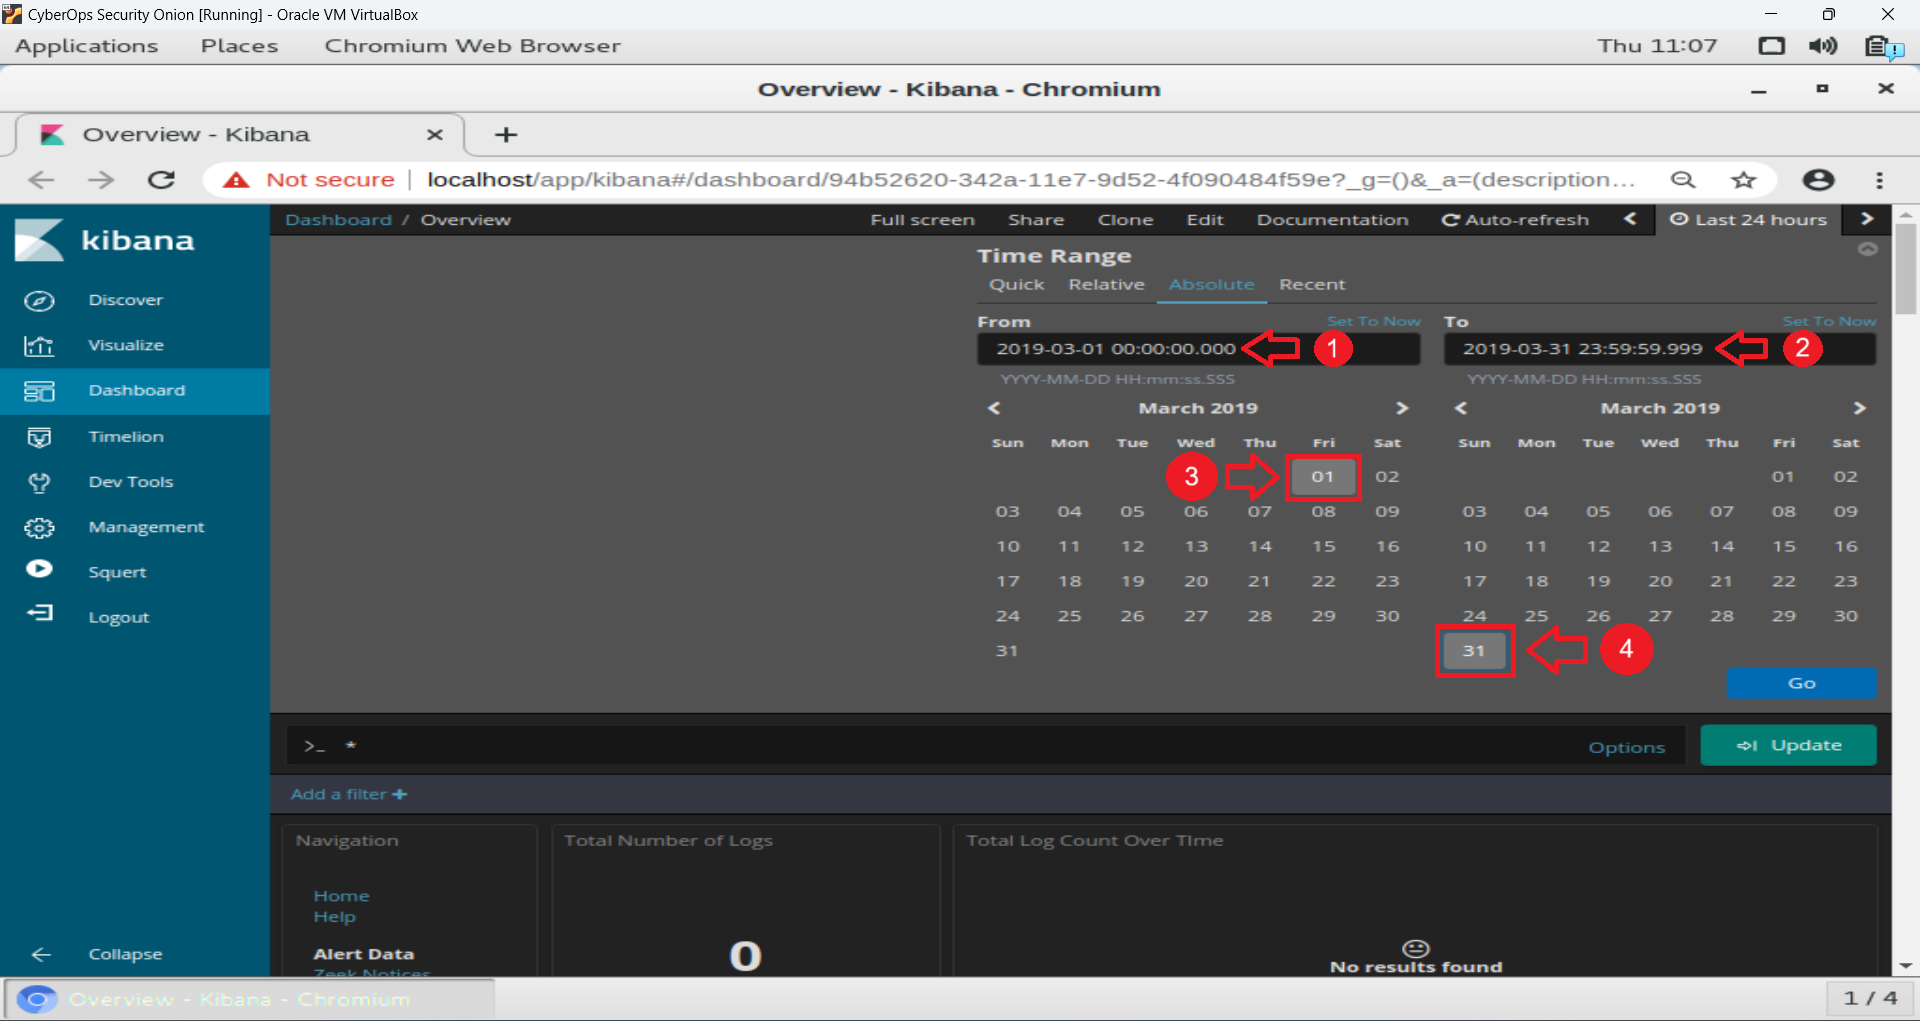 CyberOps Security Onion [Running] - Oracle VM VirtualBox
Applications Places Chromium Web Browser Thu 11:07
Overview - Kibana - Chromium
Overview - Kibana
Not secure | localhost/app/kibana#/dashboard/94b52620-342a-11e7-9d52-4f090484f59e?_g=()&_a=(description...
kibana
Discover
Visualize
Dashboard
Timelion
Dev Tools
Management
Squert
Logout
Collapse
Dashboard / Overview Full screen Share Clone Edit Documentation Auto-refresh < Last 24 hours >
Time Range
Quick Relative Absolute Recent
From Set To Now To Set To Now
2019-03-01 00:00:00.000 1 2019-03-31 23:59:59.999 2
YYYY-MM-DD HH:mm:ss.SSS YYYY-MM-DD HH:mm:ss.SSS
< March 2019 > < March 2019 >
Sun Mon Tue Wed Thu Fri Sat Sun Mon Tue Wed Thu Fri Sat
3 01 02 01 02
03 04 05 06 07 08 09 03 04 05 06 07 08 09
10 11 12 13 14 15 16 10 11 12 13 14 15 16
17 18 19 20 21 22 23 17 18 19 20 21 22 23
24 25 26 27 28 29 30 24 25 26 27 28 29 30
31 31 4
Go
>_ * Options Update
Add a filter +
Navigation Total Number of Logs Total Log Count Over TIme
Home
Help
Alert Data
Zeek Notices
0
No results found
Overview - Kibana - Chromium 1 / 4